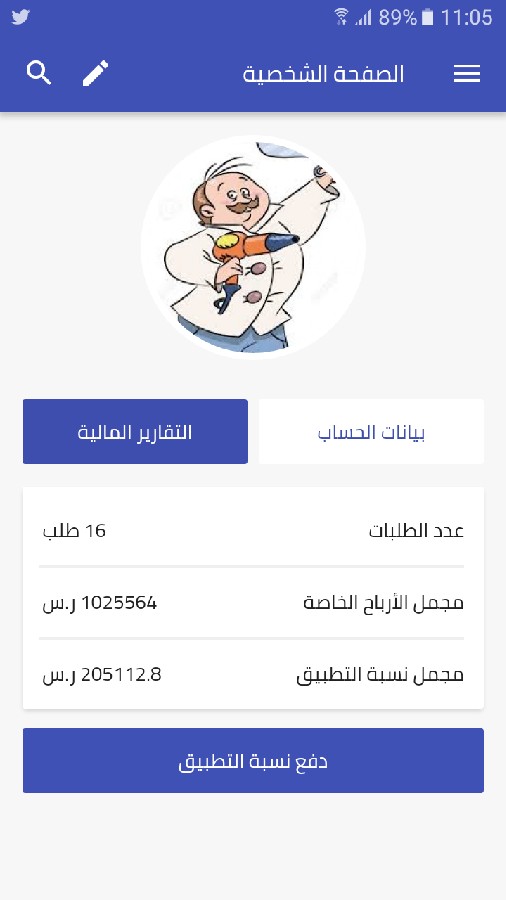 89% 11:05
الصفحة الشخصية
بيانات الحساب
التقارير المالية
عدد الطلبات 16 طلب
مجمل الأرباح الخاصة 1025564 ر.س
مجمل نسبة التطبيق 205112.8 ر.س
دفع نسبة التطبيق